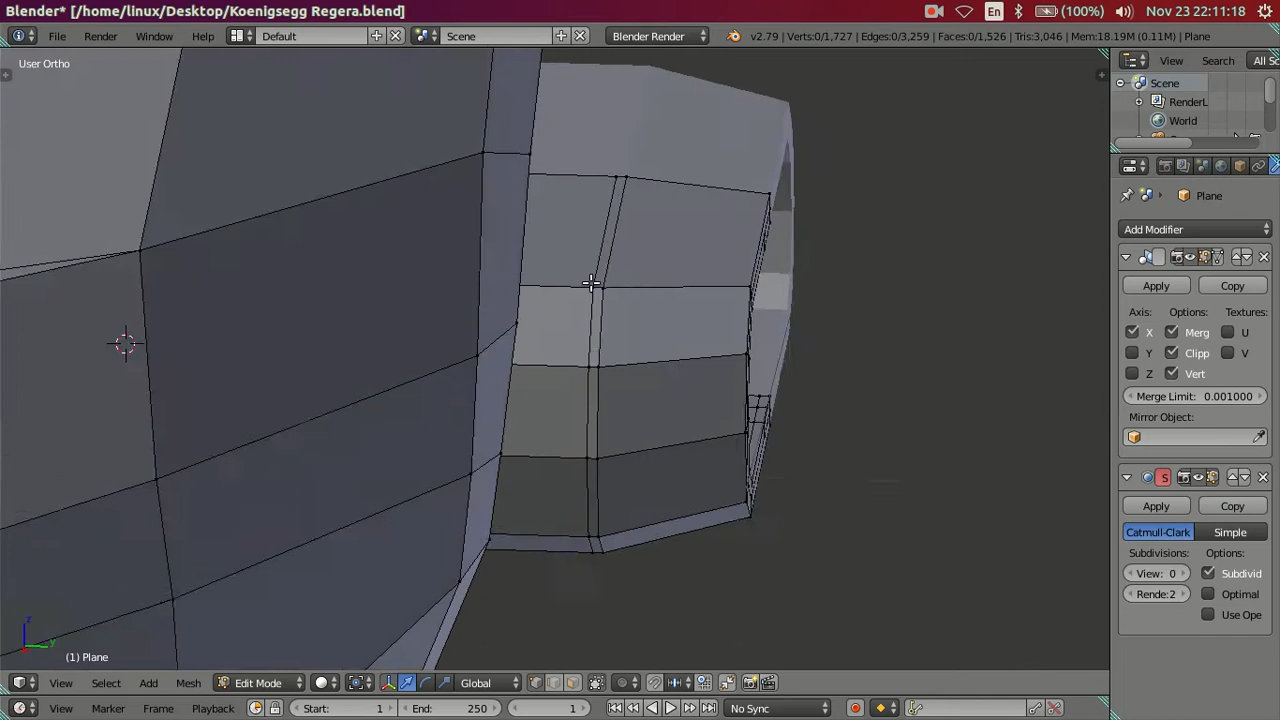 Blender* [/home/linux/Desktop/Koenigsegg Regera.blend]
En
(100%)
Nov 23 22:11:18
File Render Window Help
Default
Scene
Blender Render
v2.79 | Verts:0/1,727 | Edges:0/3,259 | Faces:0/1,526 | Tris:3,046 | Mem:18.19M (0.11M) | Plane
User Ortho
View Search All Sc
Scene
RenderL
World
Plane
Add Modifier
Apply Copy
Axis: Options: Textures:
X Merg U
Y Clipp V
Z Vert
Merge Limit: 0.001000
Mirror Object:
S
Apply Copy
Catmull-Clark Simple
Subdivisions: Options:
View: 0 Subdivid
Rende:2 Optimal
Use Ope
z
y
(1) Plane
View Select Add Mesh Edit Mode Global
View Marker Frame Playback Start: 1 End: 250 1 No Sync